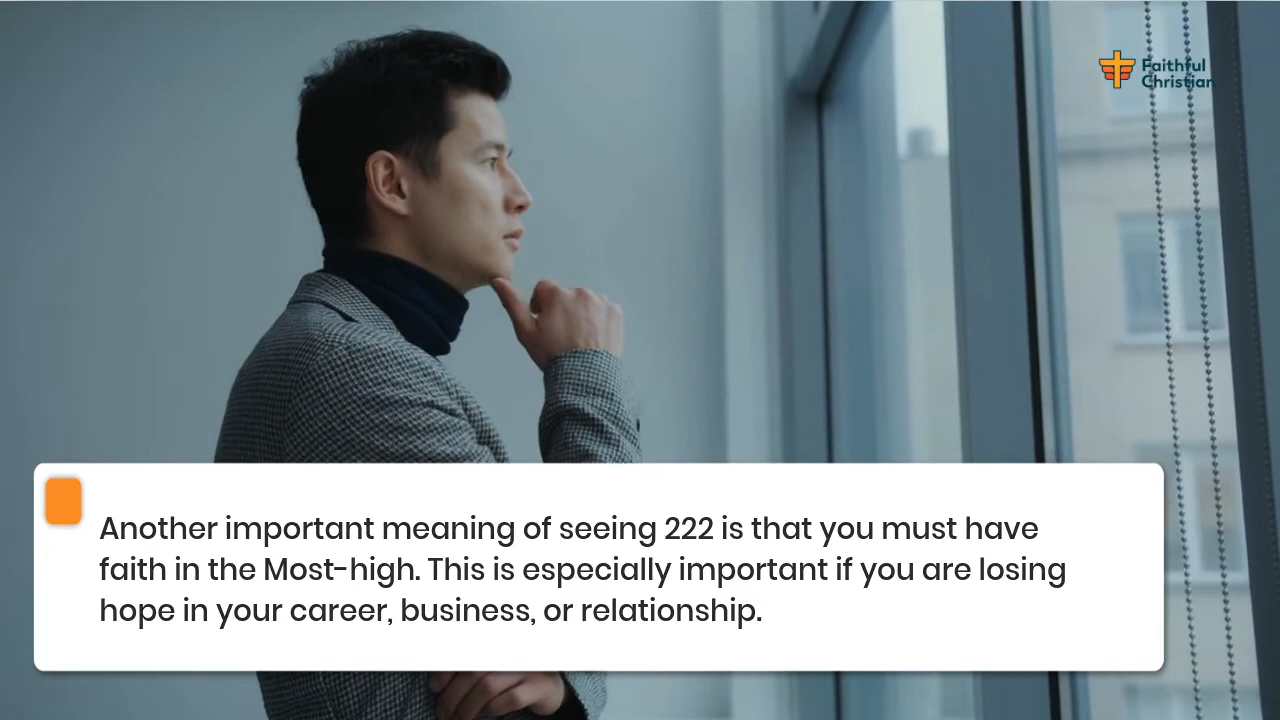 Faithful
Christian
Another important meaning of seeing 222 is that you must have
faith in the Most-high. This is especially important if you are losing
hope in your career, business, or relationship.